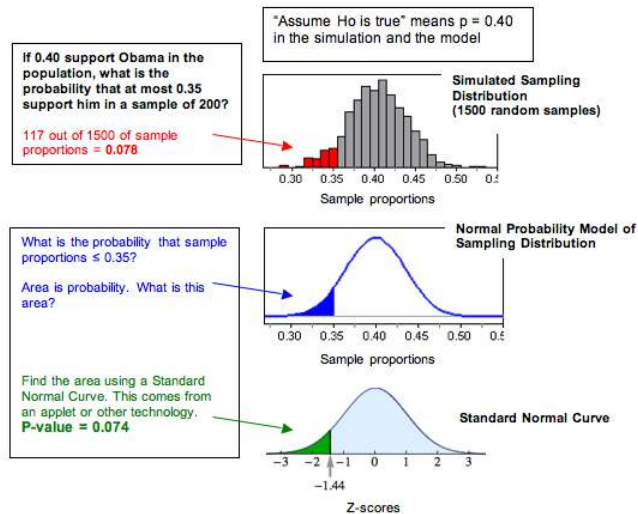 "Assume Ho is true" means p = 0.40
in the simulation and the model
If 0.40 support Obama in the
population, what is the
probability that at most 0.35
support him in a sample of 200?
117 out of 1500 of sample
proportions = 0.078
Simulated Sampling
Distribution
(1500 random samples)
0.30 0.35 0.40 0.45 0.50 0.5
Sample proportions
What is the probability that sample
proportions ≤ 0.35?
Area is probability. What is this
area?
Normal Probability Model of
Sampling Distribution
0.30 0.35 0.40 0.45 0.50 0.5
Sample proportions
Find the area using a Standard
Normal Curve. This comes from
an applet or other technology.
P-value = 0.074
Standard Normal Curve
−3 −2 −1 0 1 2 3
−1.44
Z-scores